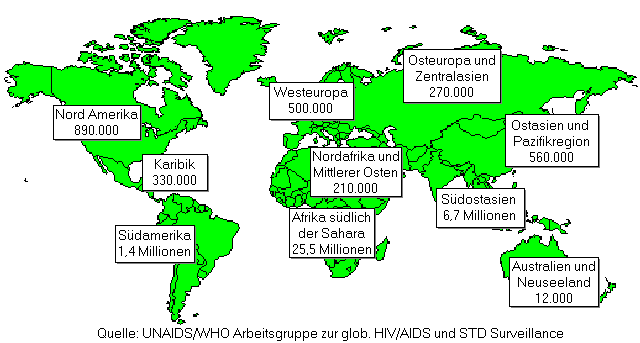 Osteuropa und
Zentralasien
270.000
Westeuropa
500.000
Nord Amerika
890.000
Ostasien und
Pazifikregion
560.000
Karibik
330.000
Nordafrika und
Mittlerer Osten
210.000
Südostasien
6,7 Millionen
Afrika südlich
der Sahara
25,5 Millionen
Südamerika
1,4 Millionen
Australien und
Neuseeland
12.000
Quelle: UNAIDS/WHO Arbeitsgruppe zur glob. HIV/AIDS und STD Surveillance